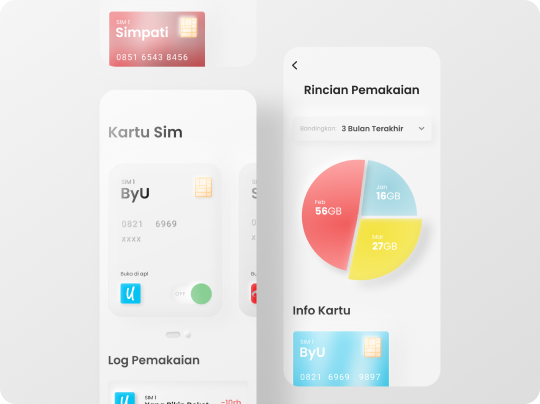 SIM 1
Simpati
0851 6543 8456
Kartu Sim
SIM 1
ByU
0821 6969
xxxx
Buka di apl
OFF
Log Pemakaian
SIM 1
-10rb
Rincian Pemakaian
Bandingkan 3 Bulan Terakhir
Feb
56GB
Jan
16GB
27GB
Info Kartu
SIM 1
ByU
0821 6969 9897